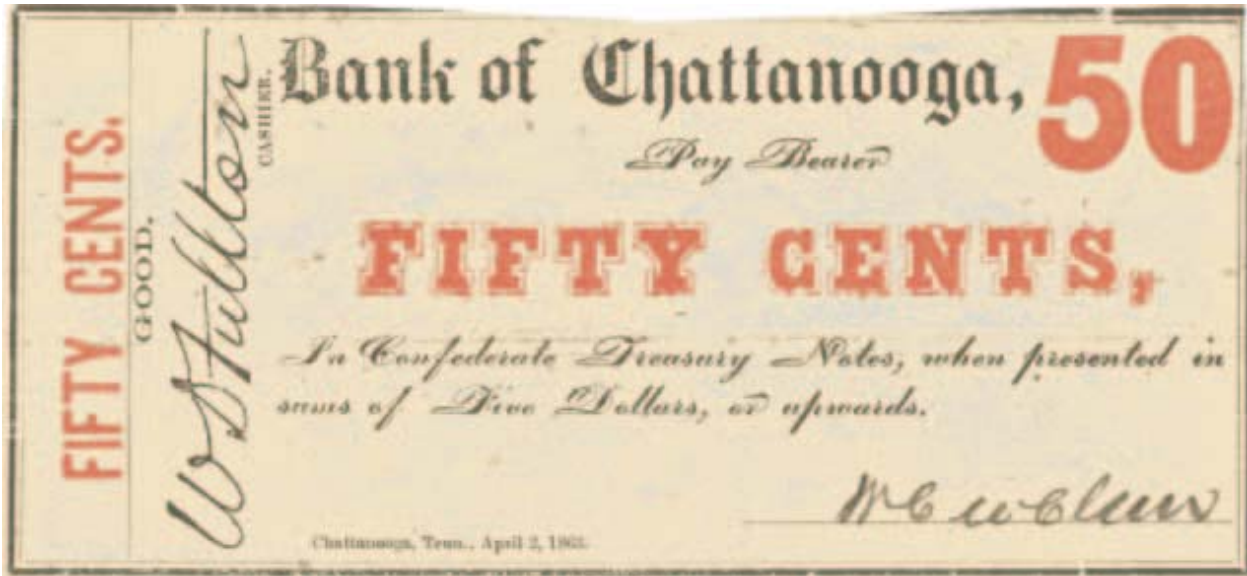 FIFTY CENTS.
GOOD.
W S Fulton
CASHIER.
Bank of Chattanooga,
50
Pay Bearer
FIFTY CENTS,
In Confederate Treasury Notes, when presented in
sums of Five Dollars, or upwards.
Chattanooga, Tenn., April 2, 1863.